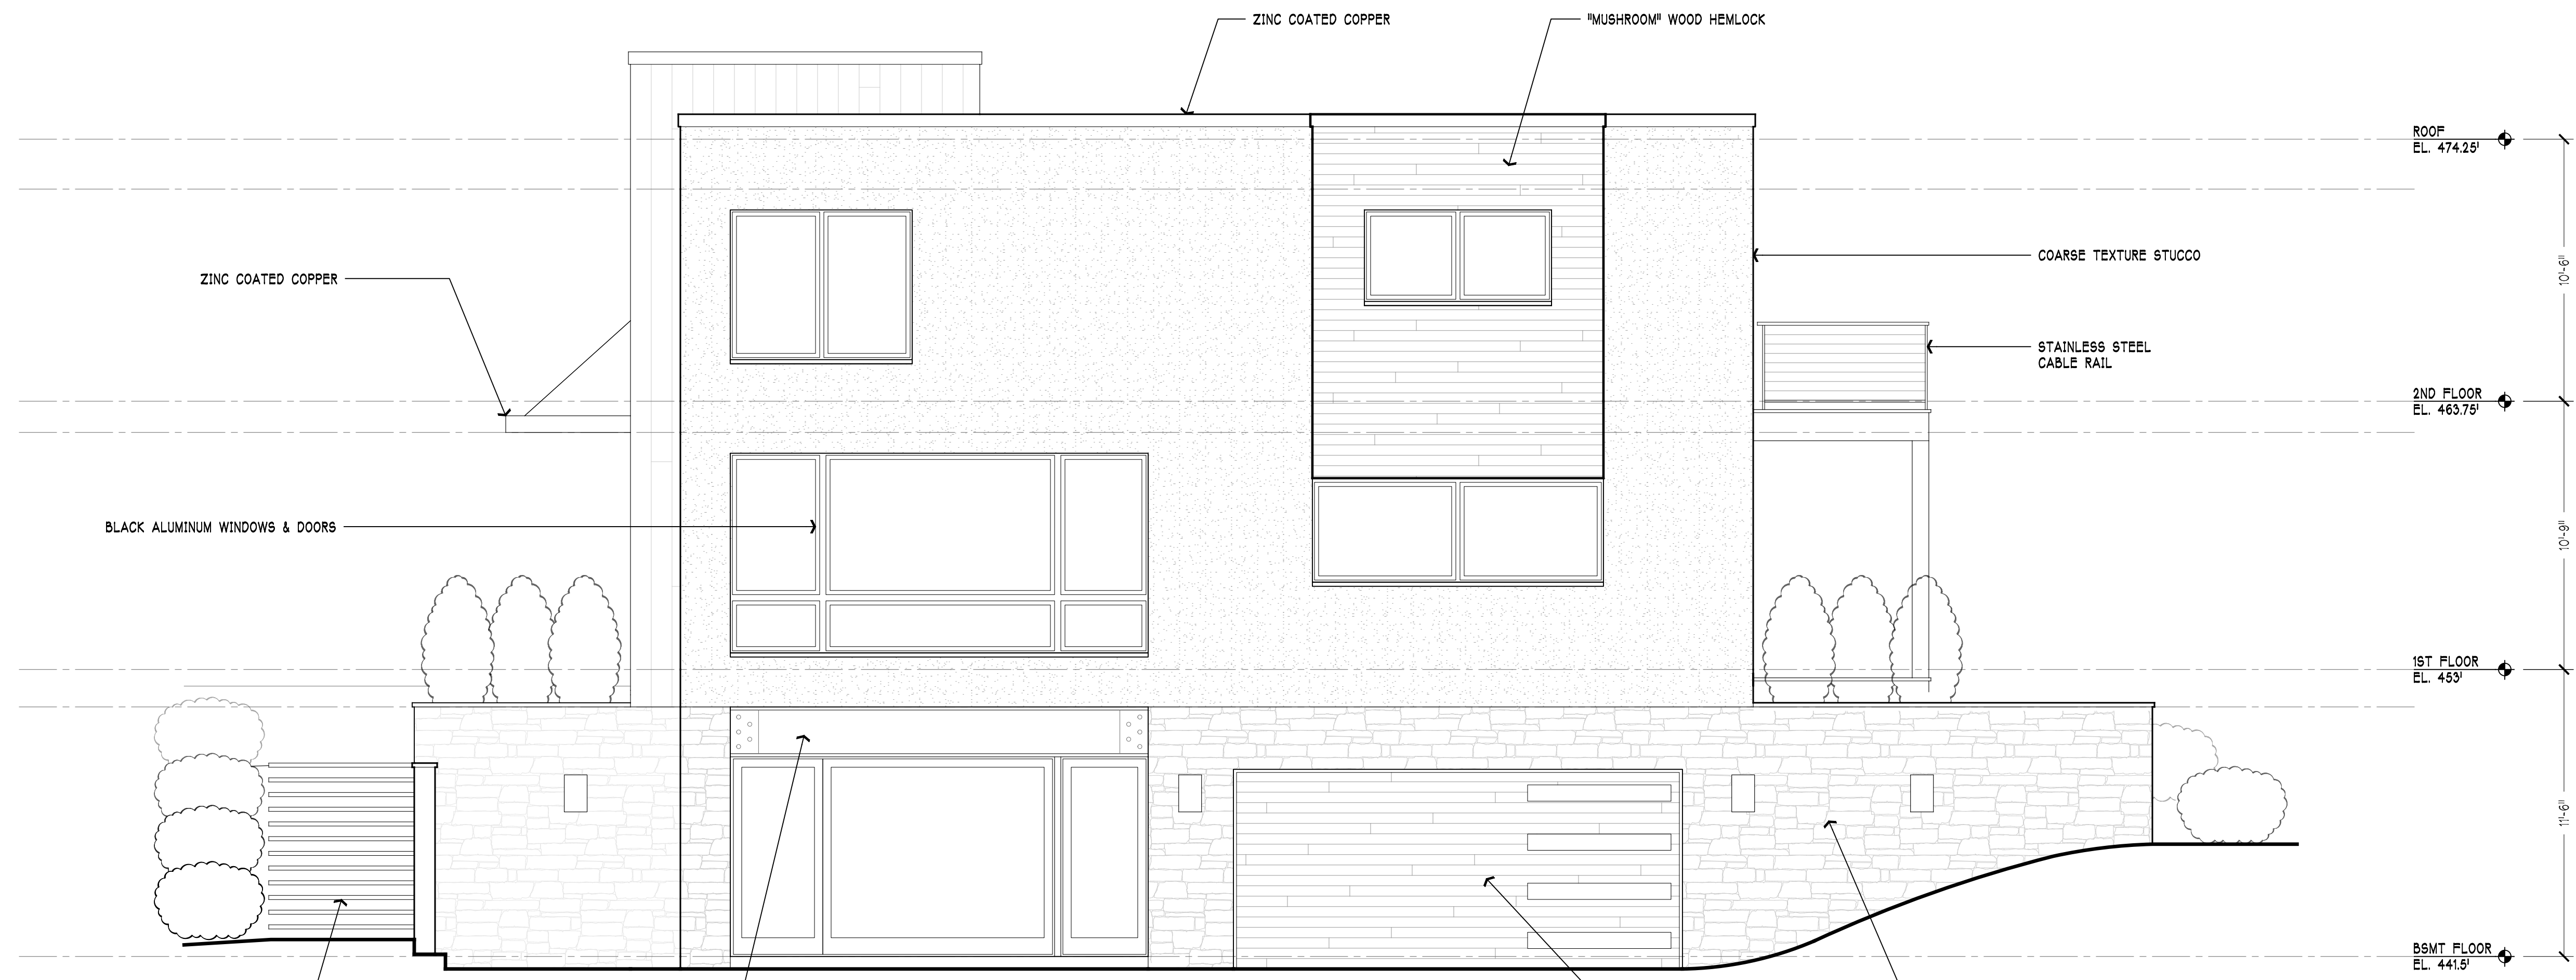 ZINC COATED COPPER
"MUSHROOM" WOOD HEMLOCK
ROOF
EL. 474.25'
COARSE TEXTURE STUCCO
10'-6"
ZINC COATED COPPER
STAINLESS STEEL
CABLE RAIL
2ND FLOOR
EL. 463.75'
BLACK ALUMINUM WINDOWS & DOORS
10'-9"
1ST FLOOR
EL. 453'
11'-6"
BSMT FLOOR
EL. 441.5'